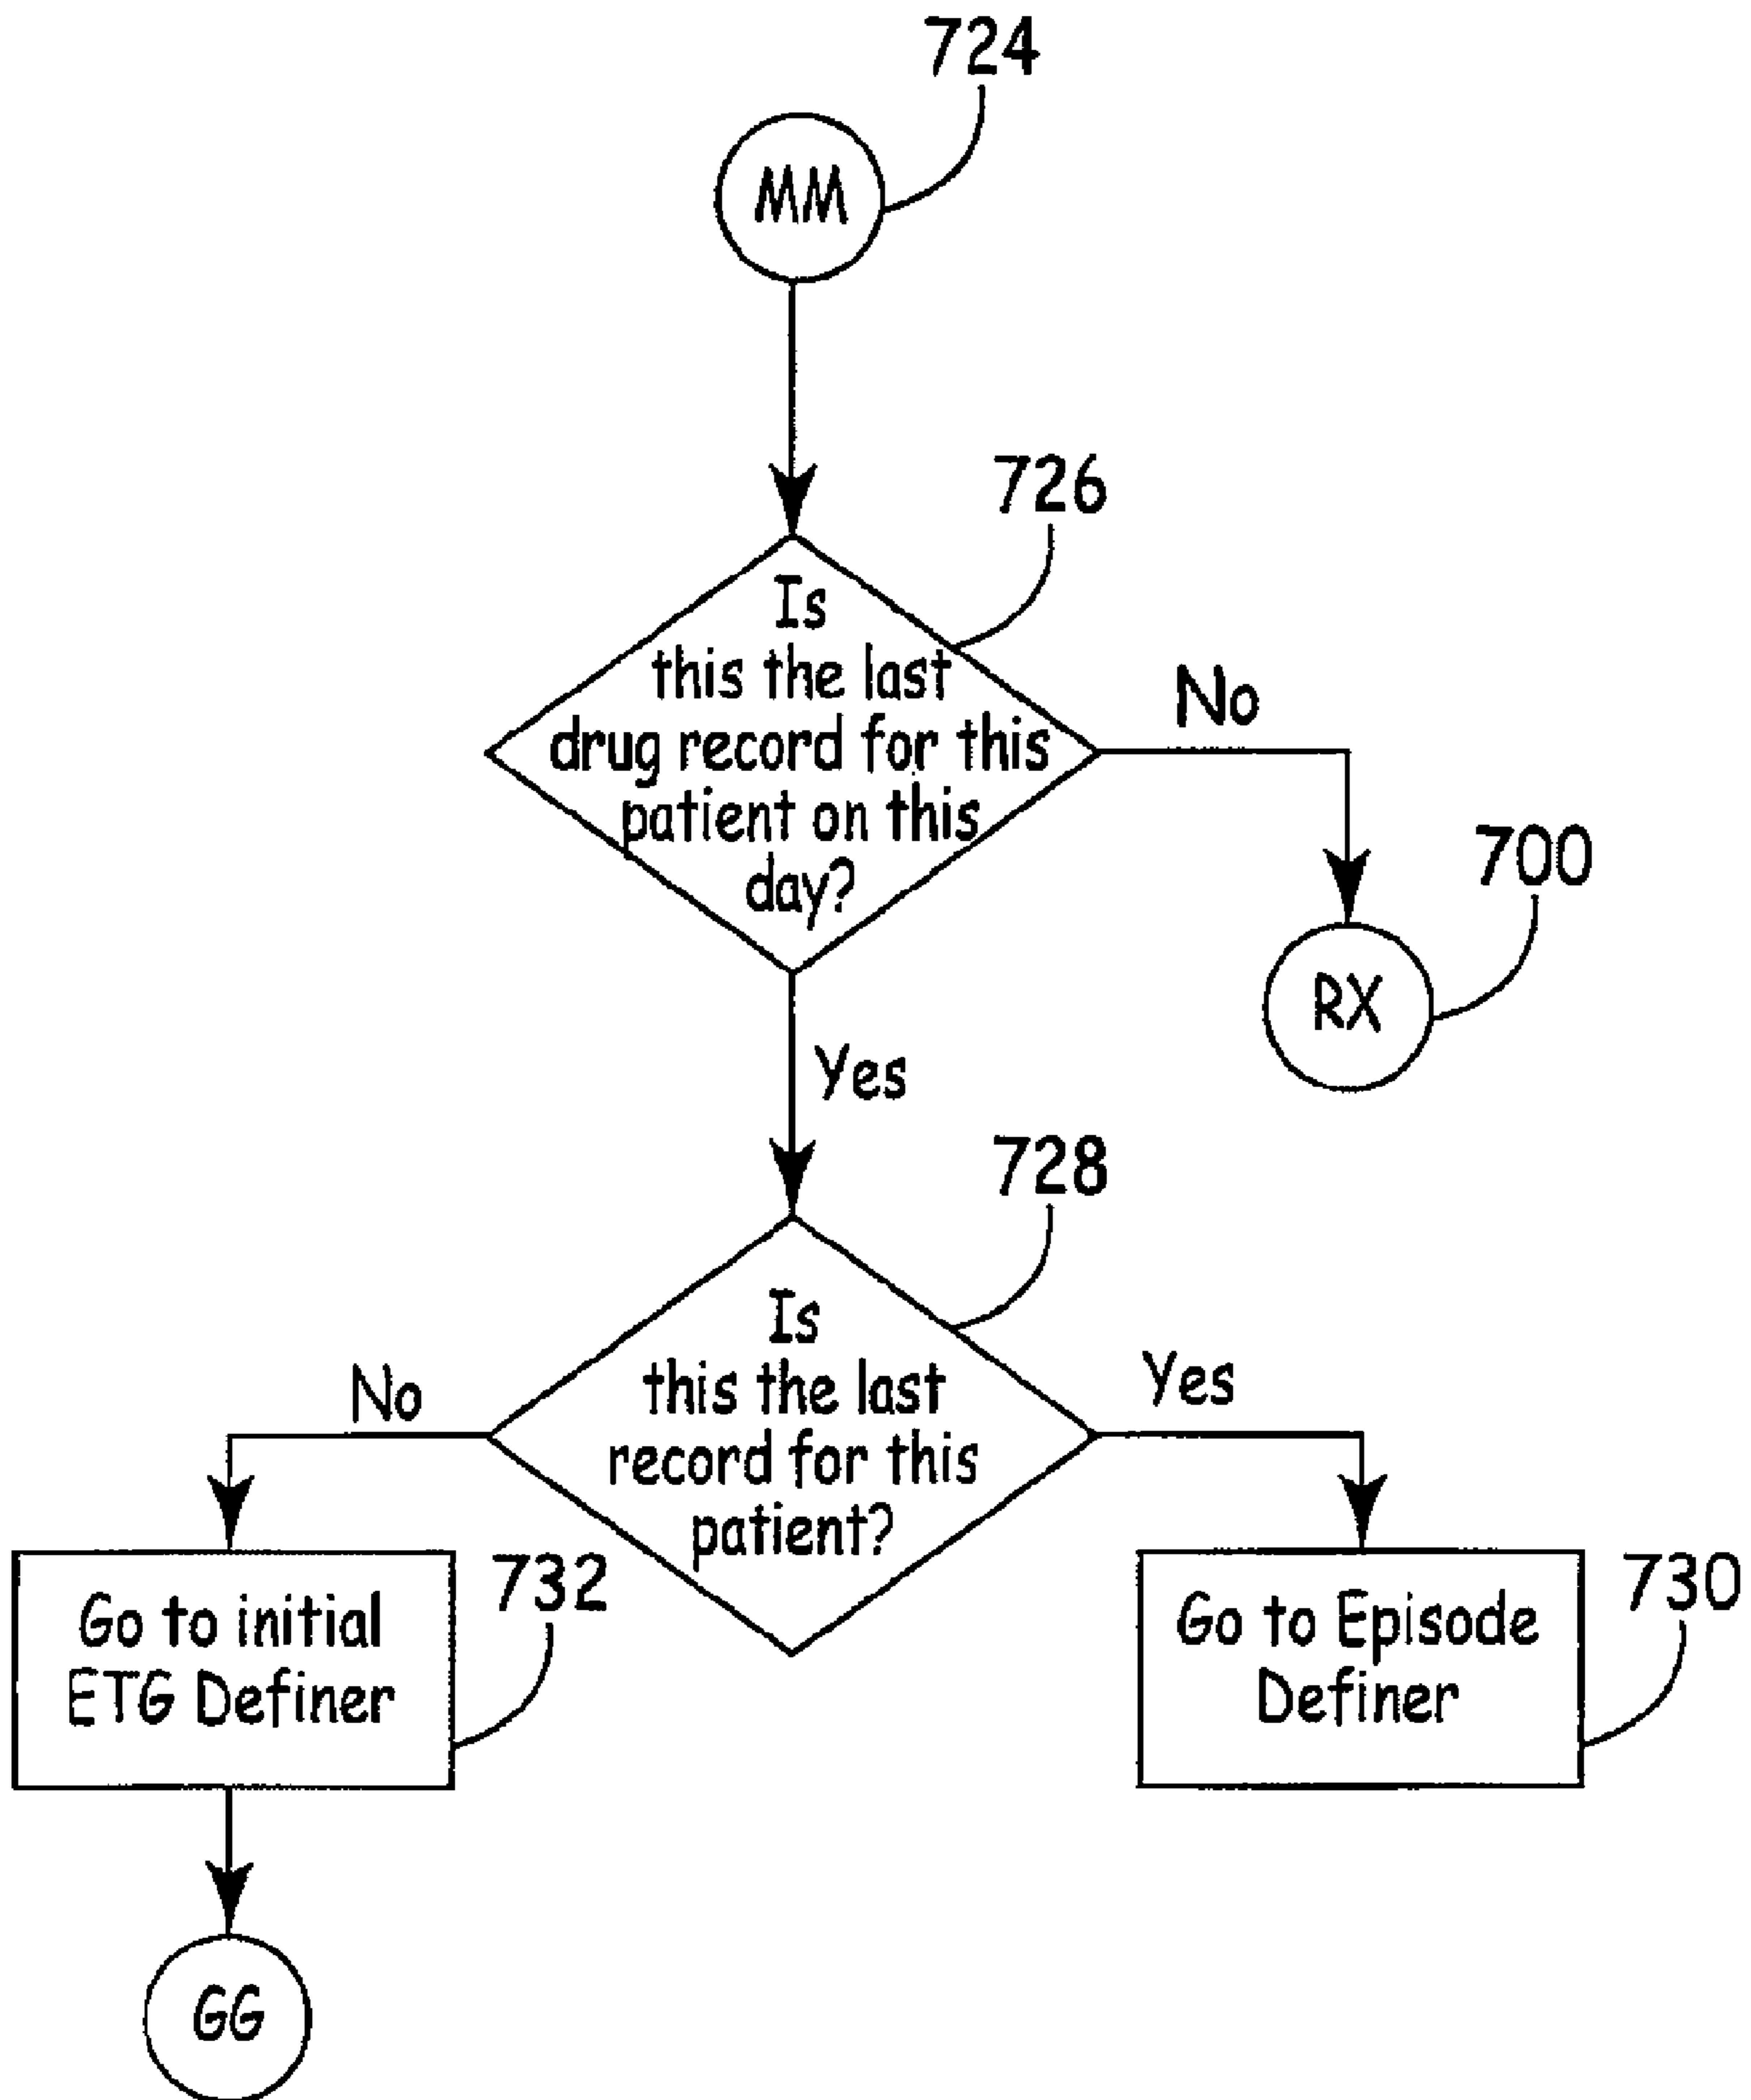 724
MM
726
Is
this the last
drug record for this
patient on this
day?
No
700
RX
Yes
728
Is
this the last
record for this
patient?
No
Yes
732
Go to initial
ETG Definer
730
Go to Episode
Definer
GG